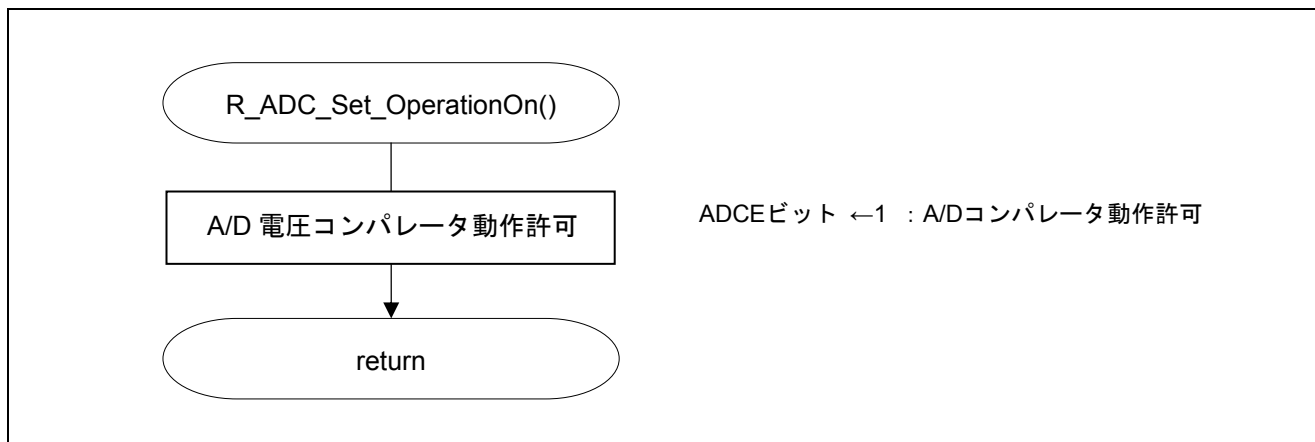 R_ADC_Set_OperationOn()
A/D 電圧コンパレータ動作許可
ADCEビット ←1 : A/Dコンパレータ動作許可
return